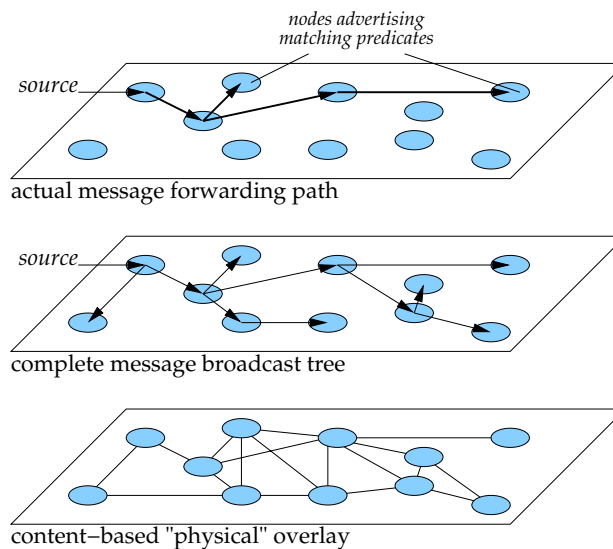 nodes advertising
matching predicates
source
actual message forwarding path
source
complete message broadcast tree
content−based "physical" overlay